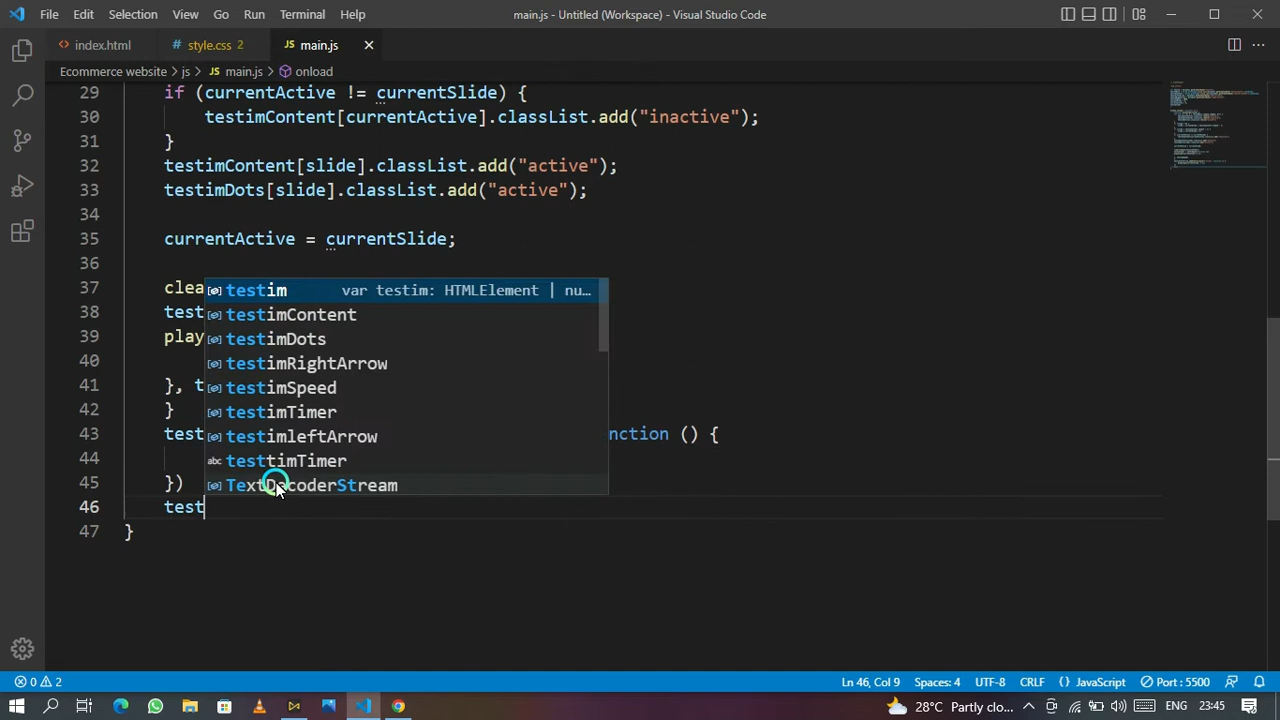 File Edit Selection View Go Run Terminal Help main.js - Untitled (Workspace) - Visual Studio Code
index.html style.css 2 JS main.js
Ecommerce website > js > JS main.js > onload
29 if (currentActive != currentSlide) {
30 testimContent[currentActive].classList.add("inactive");
31 }
32 testimContent[slide].classList.add("active");
33 testimDots[slide].classList.add("active");
34
35 currentActive = currentSlide;
36
37 clea
testim var testim: HTMLElement | nu...
38 test
testimContent
39 play
testimDots
40
testimRightArrow
41 }, t
testimSpeed
42 }
testimTimer
43 test
testimleftArrow
nction () {
44
abc testtimTimer
45 })
TextDecoderStream
46 test
47 }
0 2 Ln 46, Col 9 Spaces: 4 UTF-8 CRLF {} JavaScript Port : 5500
28°C Partly clo... ENG 23:45